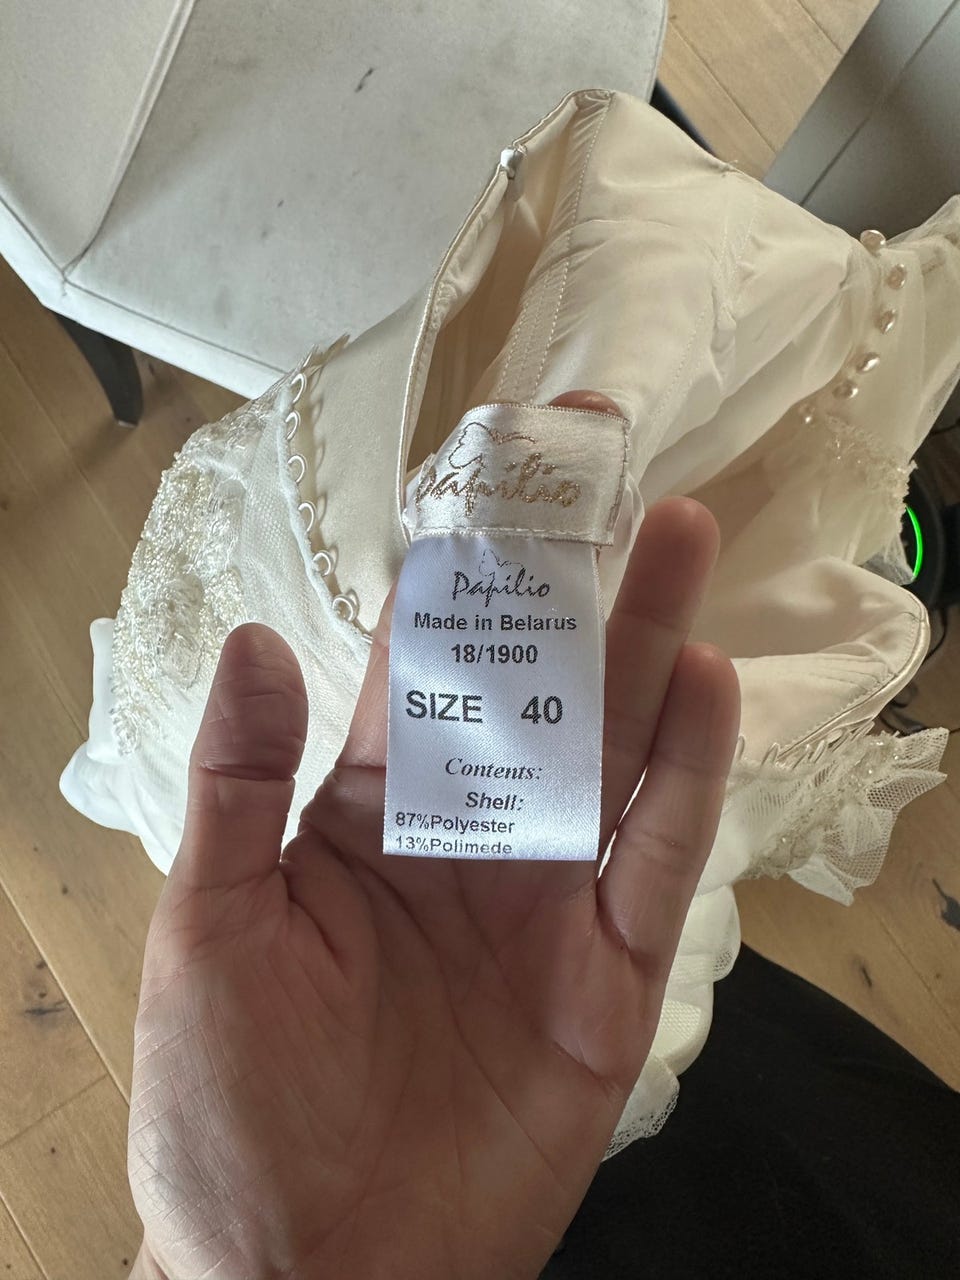 Papilio
Papilio
Made in Belarus
18/1900
SIZE 40
Contents:
Shell:
87%Polyester
13%Polimede